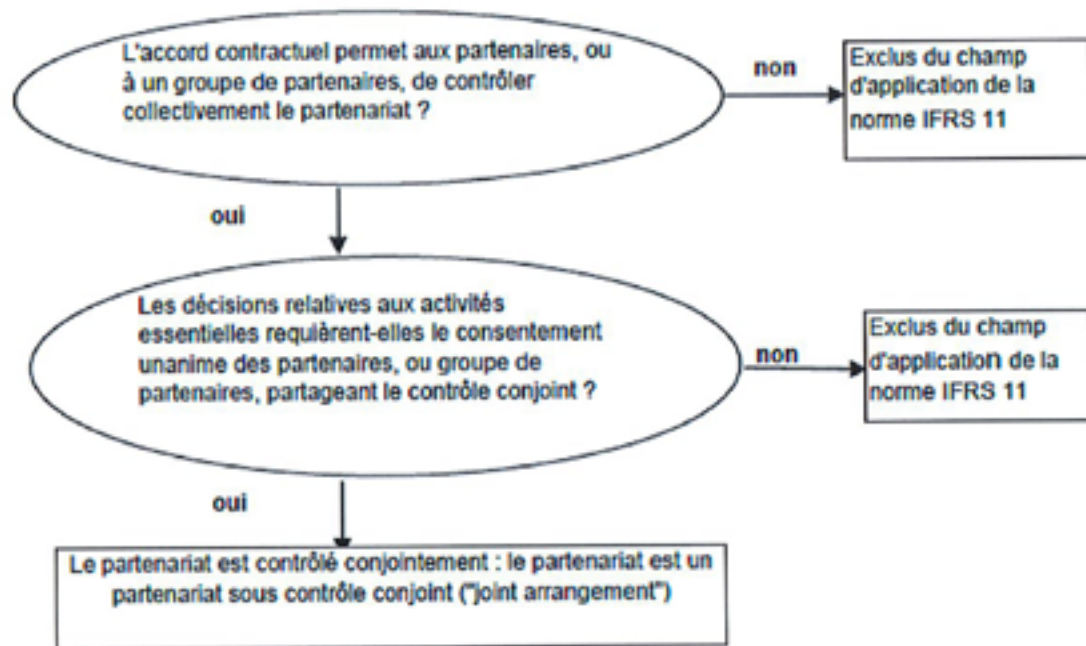 L'accord contractuel permet aux partenaires, ou
à un groupe de partenaires, de contrôler
collectivement le partenariat ?
non
Exclus du champ
d'application de la
norme IFRS 11
oui
Les décisions relatives aux activités
essentielles requièrent-elles le consentement
unanime des partenaires, ou groupe de
partenaires, partageant le contrôle conjoint ?
non
Exclus du champ
d'application de la
norme IFRS 11
oui
Le partenariat est contrôlé conjointement : le partenariat est un
partenariat sous contrôle conjoint ("joint arrangement")